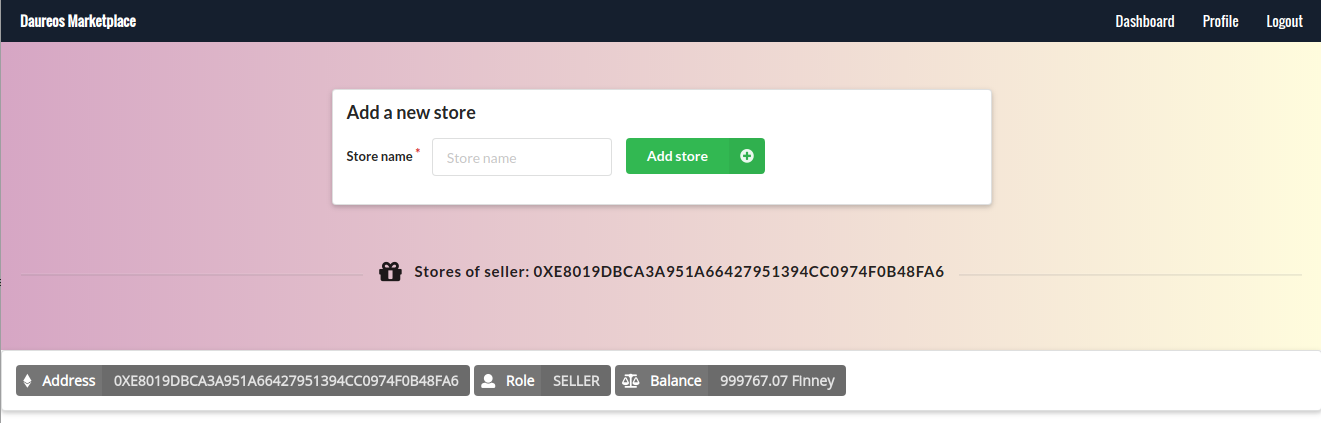 Daureos Marketplace Dashboard Profile Logout
Add a new store
Store name * Store name Add store
Stores of seller: 0XE8019DBCA3A951A66427951394CC0974F0B48FA6
Address 0XE8019DBCA3A951A66427951394CC0974F0B48FA6 Role SELLER Balance 999767.07 Finney